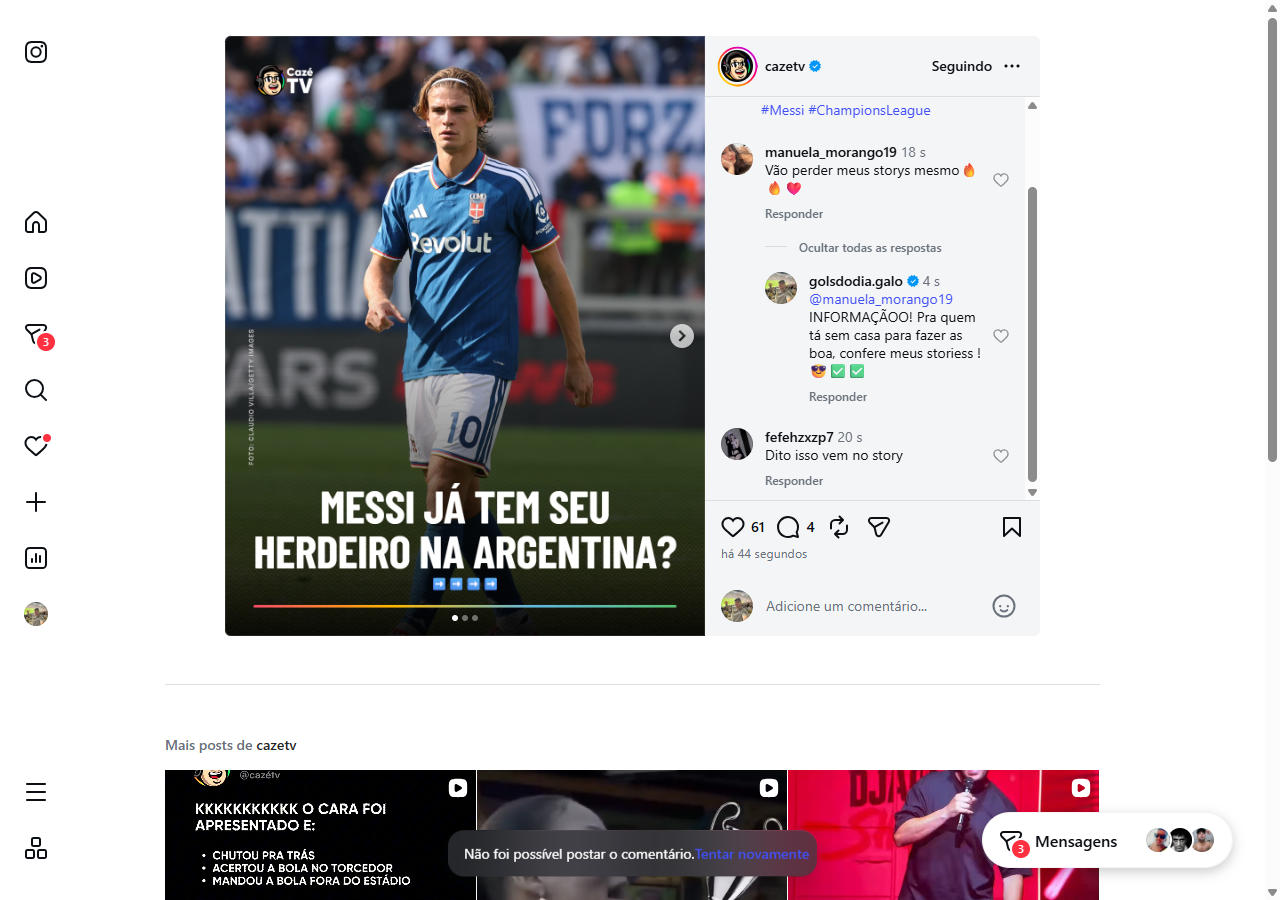 Cazé
TV
FORZ
ATTIA
Revolut
10
FOTO: CLAUDIO VILLA/GETTY IMAGES
MESSI JÁ TEM SEU
HERDEIRO NA ARGENTINA?
cazetv
Seguindo
#Messi #ChampionsLeague
manuela_morango19 18 s
Vão perder meus storys mesmo🔥
🔥 ❤️
Responder
Ocultar todas as respostas
golsdodia.galo 4 s
@manuela_morango19
INFORMAÇÃOO! Pra quem
tá sem casa para fazer as
boa, confere meus storiess !
😎 ✅ ✅
Responder
fefehzxzp7 20 s
Dito isso vem no story
Responder
61
4
há 44 segundos
Adicione um comentário...
3
Mais posts de cazetv
@cazétv
KKKKKKKKKKK O CARA FOI
APRESENTADO E:
• CHUTOU PRA TRÁS
• ACERTOU A BOLA NO TORCEDOR
• MANDOU A BOLA FORA DO ESTÁDIO
Não foi possível postar o comentário.Tentar novamente
3
Mensagens